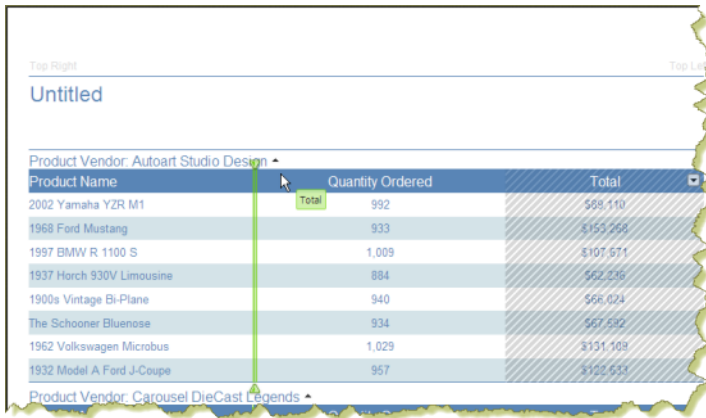 Top Right Top Lef
Untitled
Product Vendor: Autoart Studio Design
Product Name Quantity Ordered Total
Total
2002 Yamaha YZR M1 992 $89,110
1968 Ford Mustang 933 $153,268
1997 BMW R 1100 S 1,009 $107,671
1937 Horch 930V Limousine 884 $62,236
1900s Vintage Bi-Plane 940 $66,024
The Schooner Bluenose 934 $67,592
1962 Volkswagen Microbus 1,029 $131,109
1932 Model A Ford J-Coupe 957 $122,633
Product Vendor: Carousel DieCast Legends